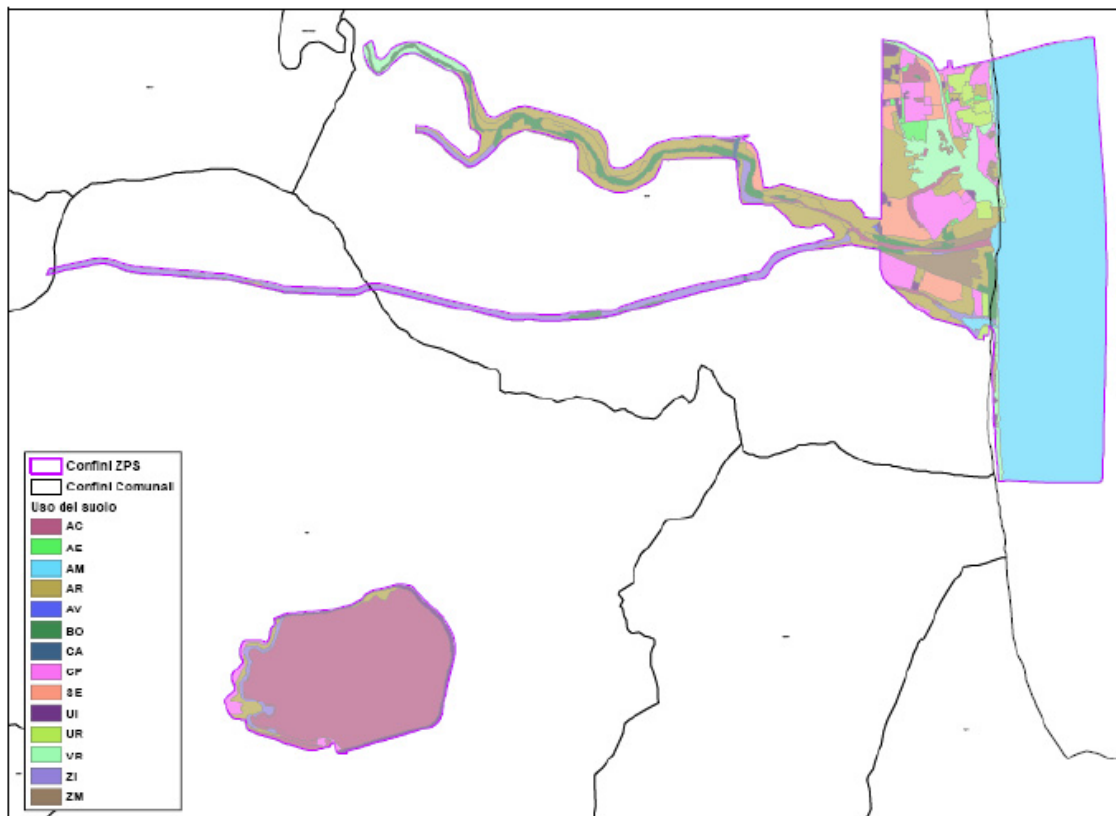 Confini ZPS
Confini Comunali
Uso del suolo
AC
AE
AM
AR
AV
BO
CA
CP
SE
UI
UR
VR
ZI
ZM